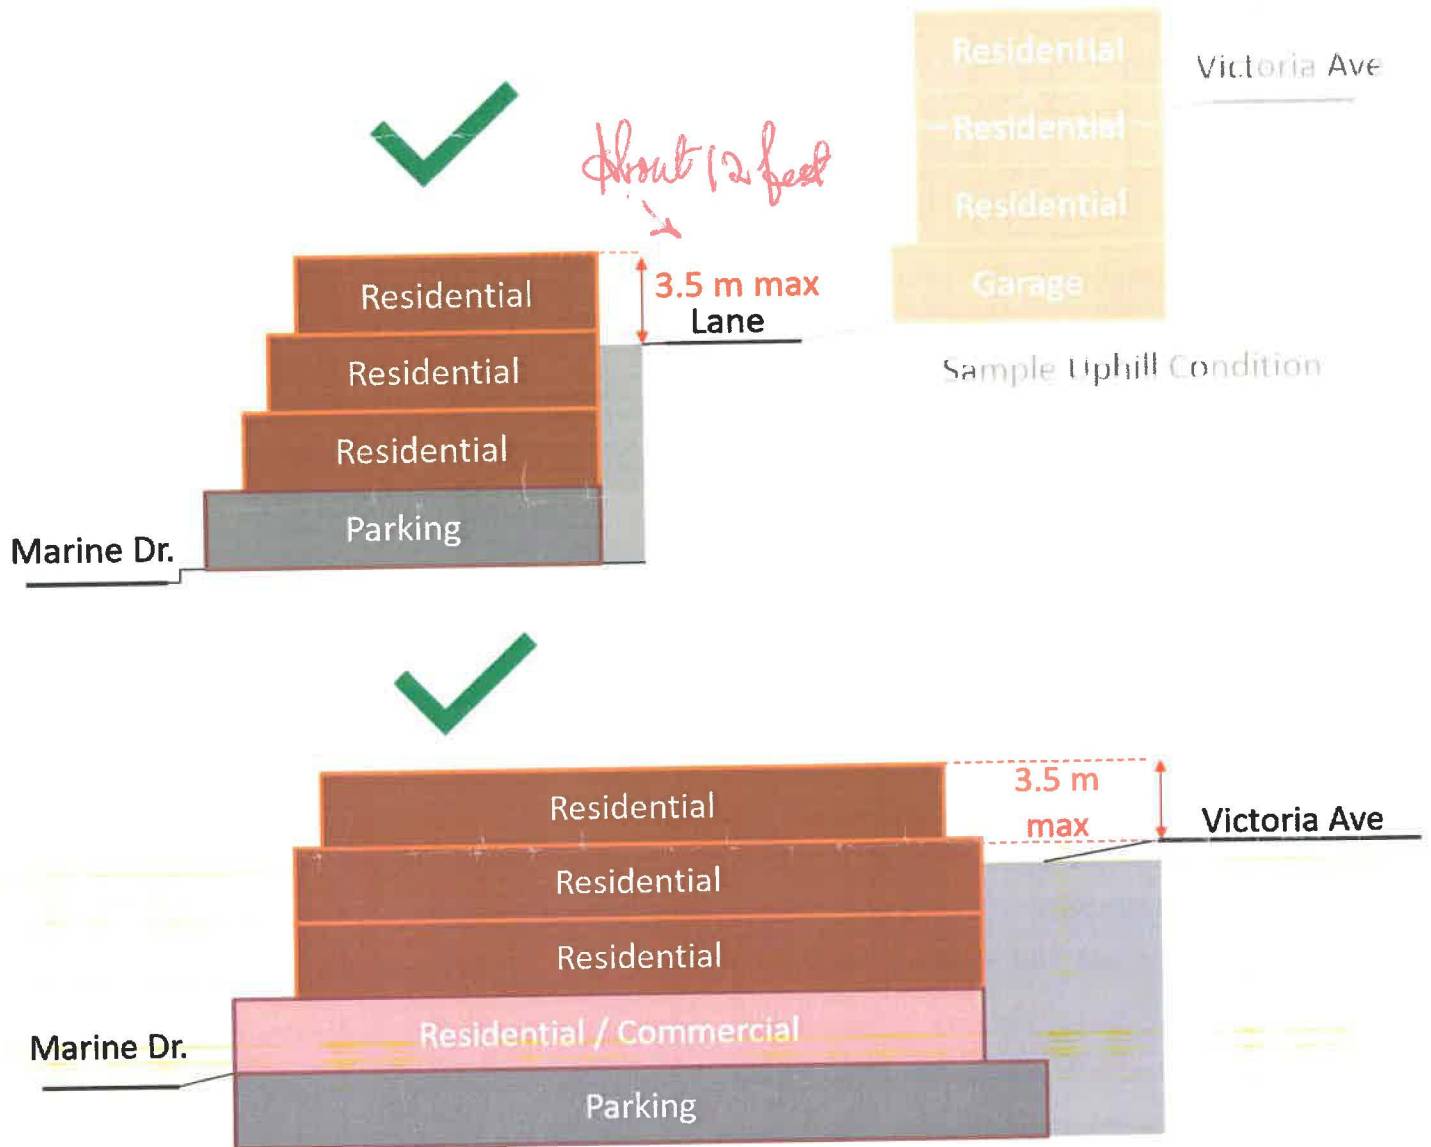 Residential
Victoria Ave
Residential
About 12 feet
Residential
Residential
3.5 m max
Garage
Lane
Residential
Sample Uphill Condition
Residential
Parking
Marine Dr.
Residential
3.5 m
max
Victoria Ave
Residential
Residential
Residential / Commercial
Marine Dr.
Parking